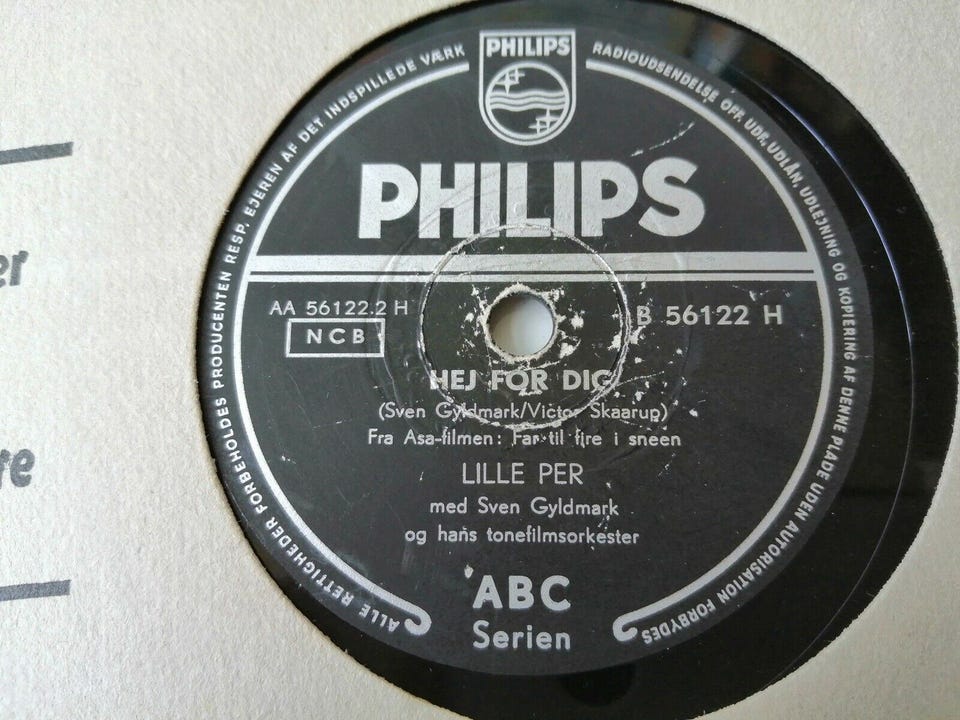 PHILIPS
PHILIPS
AA 56122.2 H
NCB
B 56122 H
HEJ FOR DIG
(Sven Gyldmark/Victor Skaarup)
Fra Asa-filmen: Far til fire i sneen
LILLE PER
med Sven Gyldmark
og hans tonefilmsorkester
ABC
Serien
ALLE RETTIGHEDER FORBEHOLDES PRODUCENTEN RESP. EJEREN AF DET INDSPILLEDE VÆRK
RADIOUDSENDELSE OFF. UDF. UDLÅN, UDLEJNING OG KOPIERING AF DENNE PLADE UDEN AUTORISATION FORBYDES